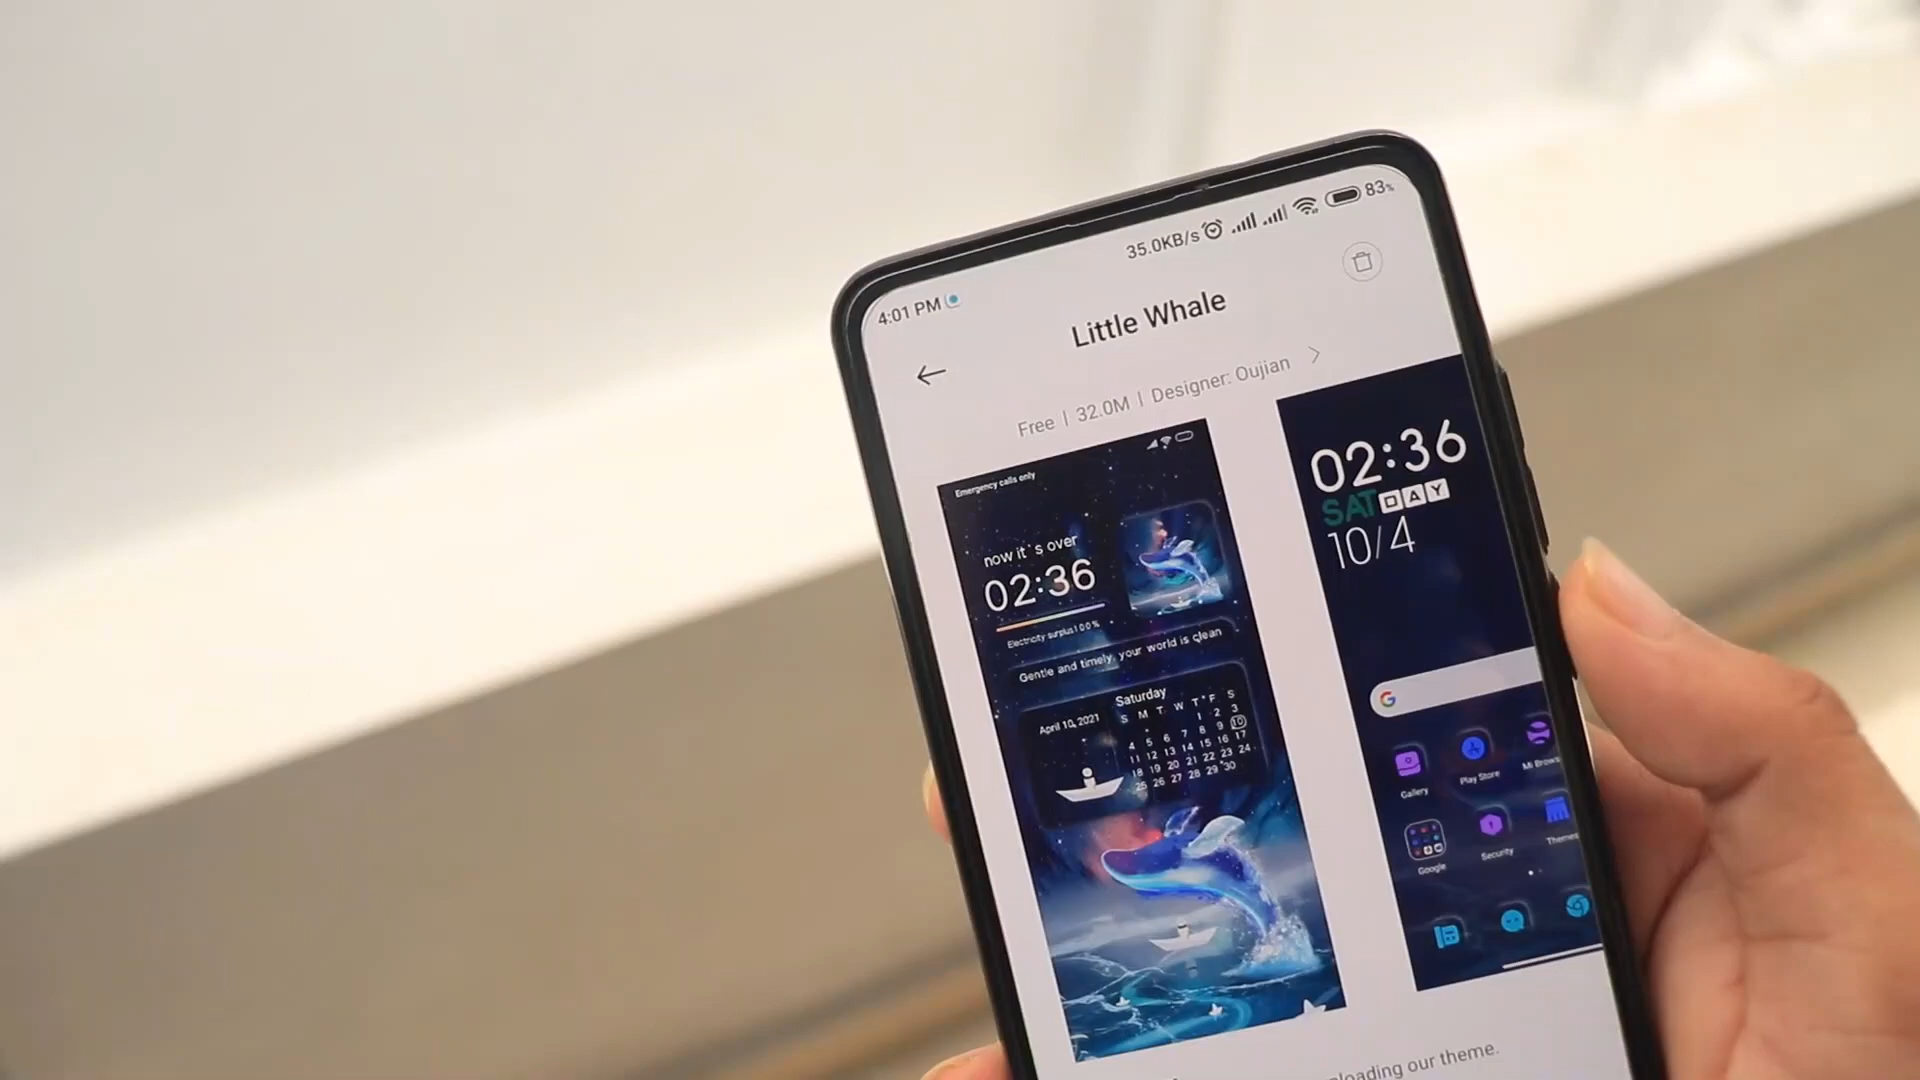 4:01 PM
35.0KB/s
83%
Little Whale
Free | 32.0M | Designer: Oujian
Emergency calls only
now it`s over
02:36
Electricity surplus100%
Gentle and timely, your world is clean
Saturday
April 10, 2021
S M T W T F S
1 2 3
4 5 6 7 8 9 10
11 12 13 14 15 16 17
18 19 20 21 22 23 24
25 26 27 28 29 30
02:36
SATDAY
10/4
G
Gallery
Play Store
Mi Brows
Google
Security
Themes
loading our theme.